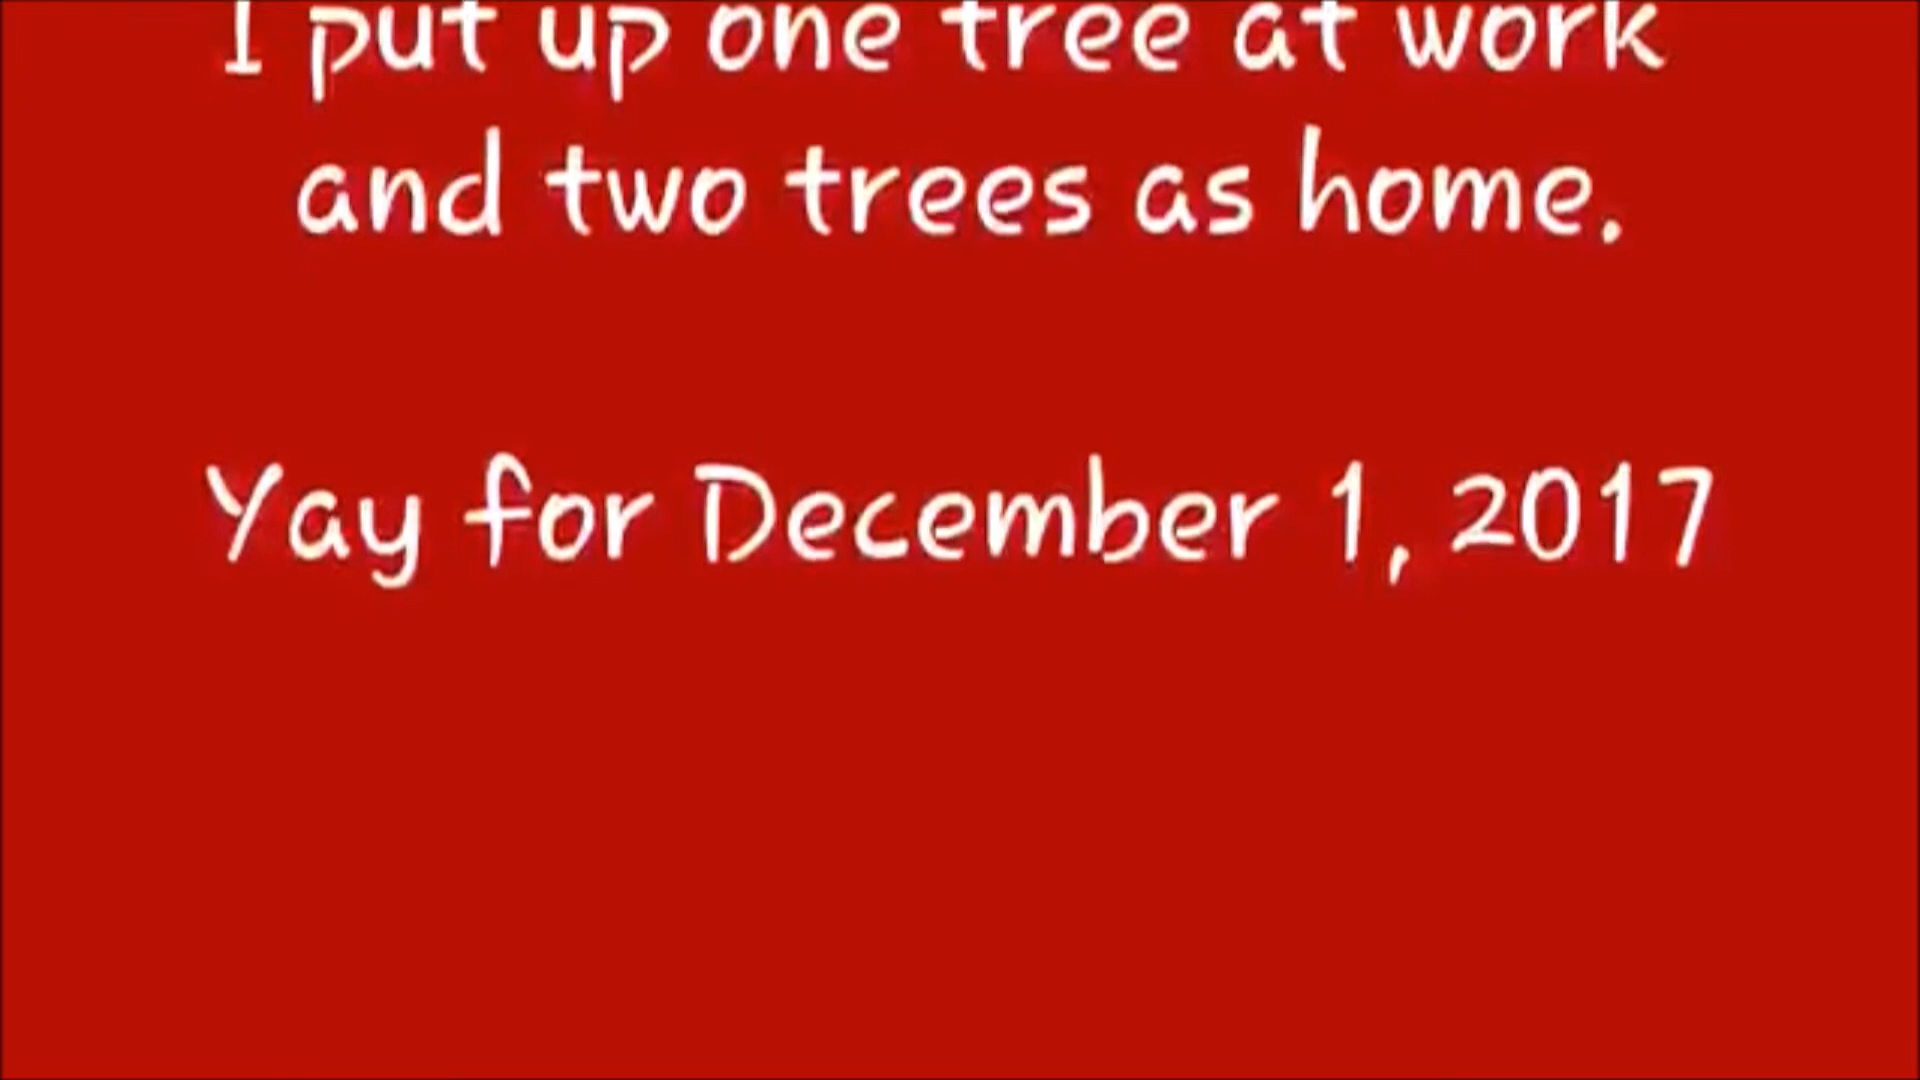 I put up one tree at work
and two trees as home.
Yay for December 1, 2017